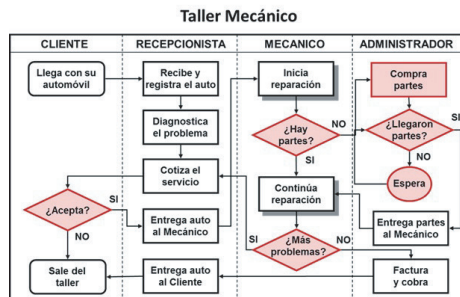 Taller Mecánico
CLIENTE
RECEPCIONISTA
MECANICO
ADMINISTRADOR
Llega con su
automóvil
Recibe y
registra el auto
Inicia
reparación
Compra
partes
Diagnostica
el problema
¿Hay
partes?
NO
¿Llegaron
partes?
SI
SI
NO
Cotiza el
servicio
Continúa
reparación
Espera
¿Acepta?
SI
NO
Entrega auto
al Mecánico
SI
¿Más
problemas?
NO
Entrega partes
al Mecánico
Sale del
taller
Entrega auto
al Cliente
Factura
y cobra